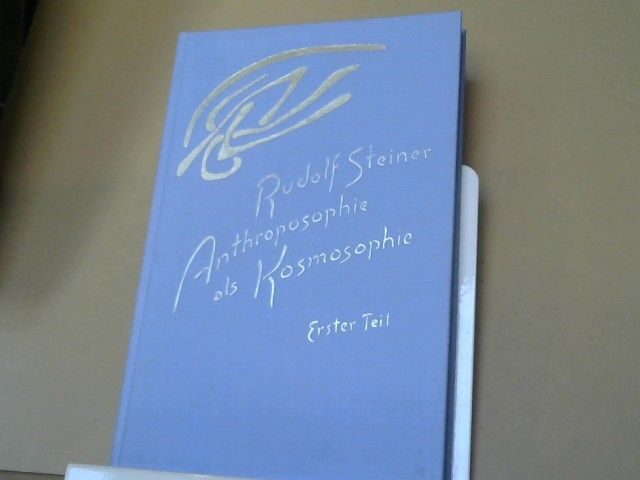 Rudolf Steiner
Anthroposophie
als Kosmosophie
Erster Teil